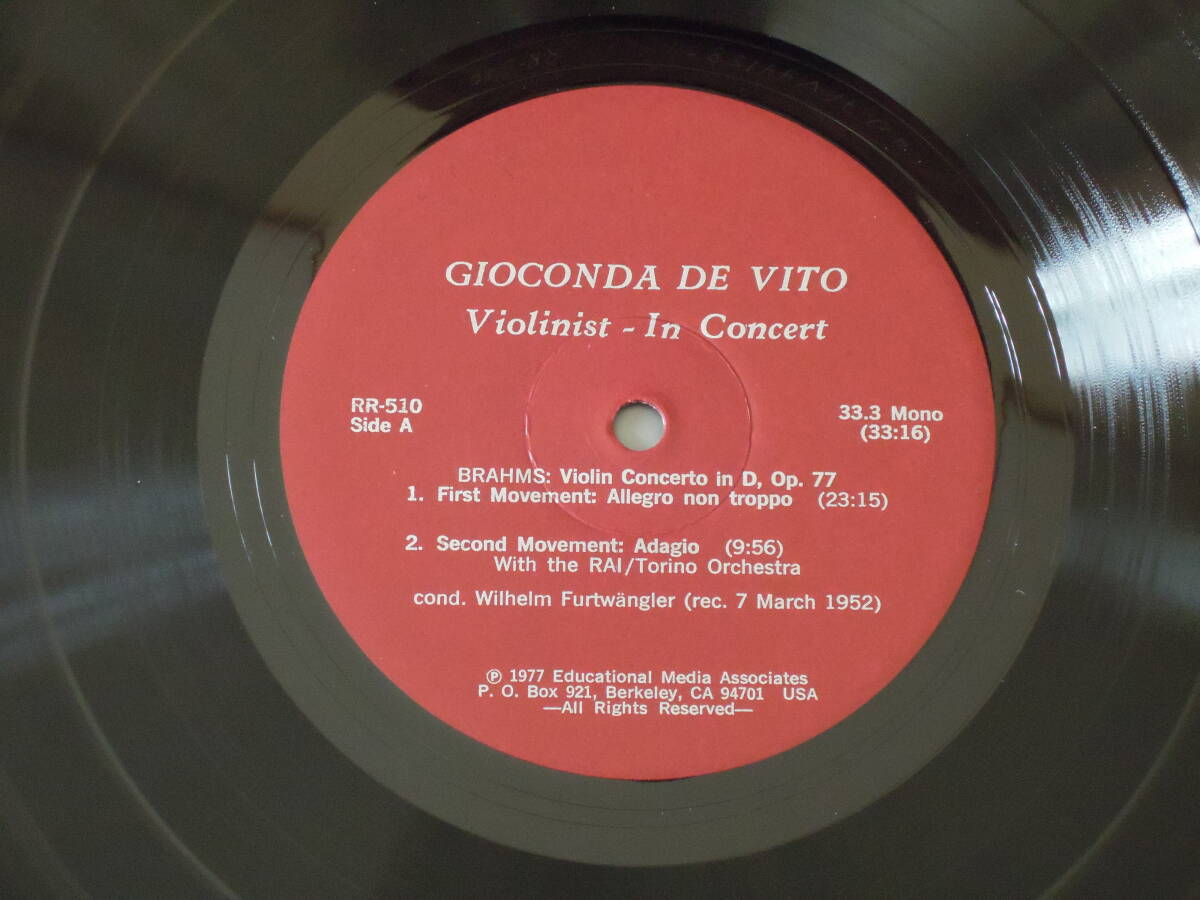 GIOCONDA DE VITO
Violinist - In Concert
RR-510
Side A
33.3 Mono
(33:16)
BRAHMS: Violin Concerto in D, Op. 77
1. First Movement: Allegro non troppo (23:15)
2. Second Movement: Adagio (9:56)
With the RAI/Torino Orchestra
cond. Wilhelm Furtwängler (rec. 7 March 1952)
℗ 1977 Educational Media Associates
P. O. Box 921, Berkeley, CA 94701 USA
—All Rights Reserved—